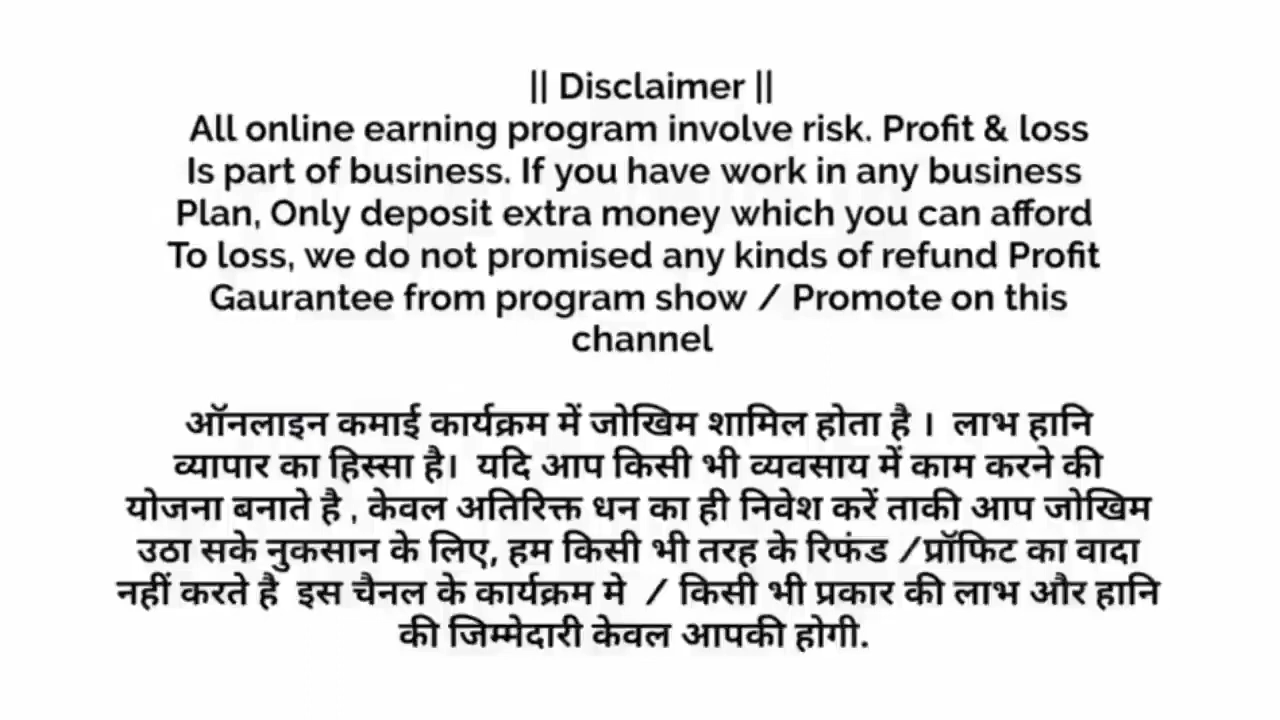 || Disclaimer ||
All online earning program involve risk. Profit & loss
Is part of business. If you have work in any business
Plan, Only deposit extra money which you can afford
To loss, we do not promised any kinds of refund Profit
Gaurantee from program show / Promote on this
channel
ऑनलाइन कमाई कार्यक्रम में जोखिम शामिल होता है । लाभ हानि
व्यापार का हिस्सा है। यदि आप किसी भी व्यवसाय में काम करने की
योजना बनाते है , केवल अतिरिक्त धन का ही निवेश करें ताकी आप जोखिम
उठा सके नुकसान के लिए, हम किसी भी तरह के रिफंड /प्रॉफिट का वादा
नहीं करते है इस चैनल के कार्यक्रम मे / किसी भी प्रकार की लाभ और हानि
की जिम्मेदारी केवल आपकी होगी.